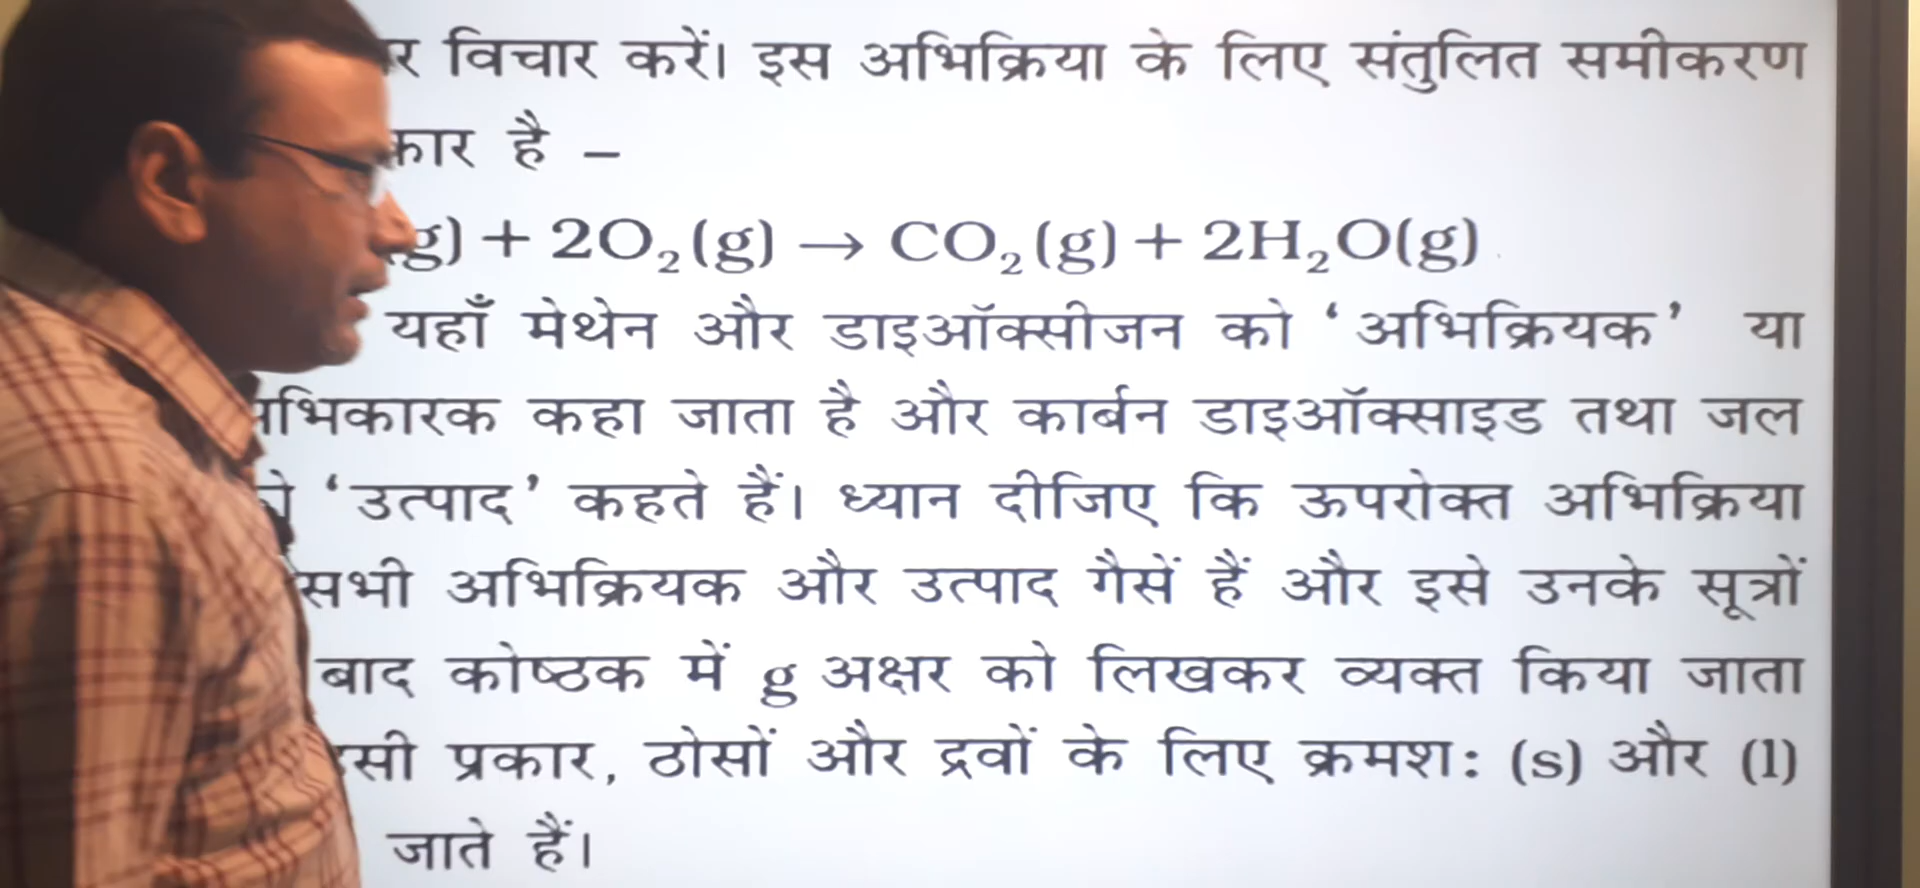 विचार करें। इस अभिक्रिया के लिए संतुलित समीकरण
है –
g) + 2O₂(g) → CO₂(g) + 2H₂O(g)
यहाँ मेथेन और डाइऑक्सीजन को ‘अभिक्रियक’ या
कहा जाता है और कार्बन डाइऑक्साइड तथा जल
‘उत्पाद’ कहते हैं। ध्यान दीजिए कि ऊपरोक्त अभिक्रिया
सभी अभिक्रियक और उत्पाद गैसें हैं और इसे उनके सूत्रों
बाद कोष्ठक में g अक्षर को लिखकर व्यक्त किया जाता
प्रकार, ठोसों और द्रवों के लिए क्रमश: (s) और (l)
जाते हैं।